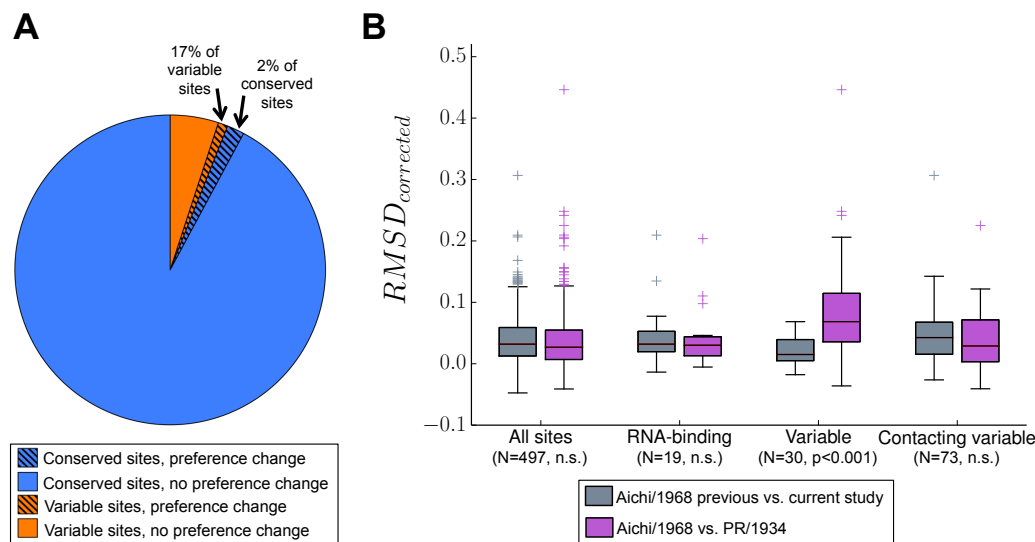 A
17% of
variable
sites
2% of
conserved
sites
Conserved sites, preference change
Conserved sites, no preference change
Variable sites, preference change
Variable sites, no preference change
B
RMSD_corrected
0.5
0.4
0.3
0.2
0.1
0.0
−0.1
All sites
(N=497, n.s.)
RNA-binding
(N=19, n.s.)
Variable
(N=30, p<0.001)
Contacting variable
(N=73, n.s.)
Aichi/1968 previous vs. current study
Aichi/1968 vs. PR/1934